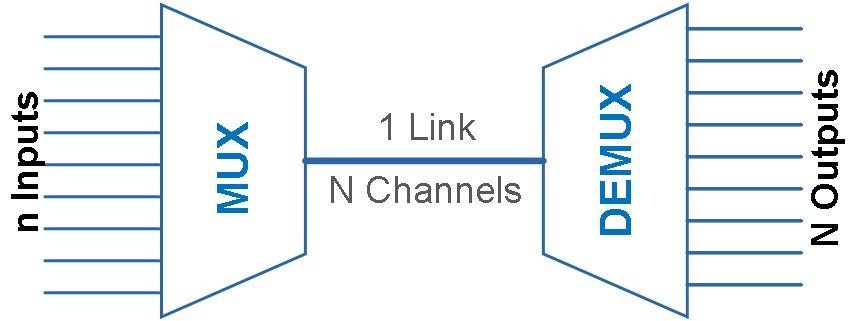 n Inputs
MUX
1 Link
N Channels
DEMUX
N Outputs